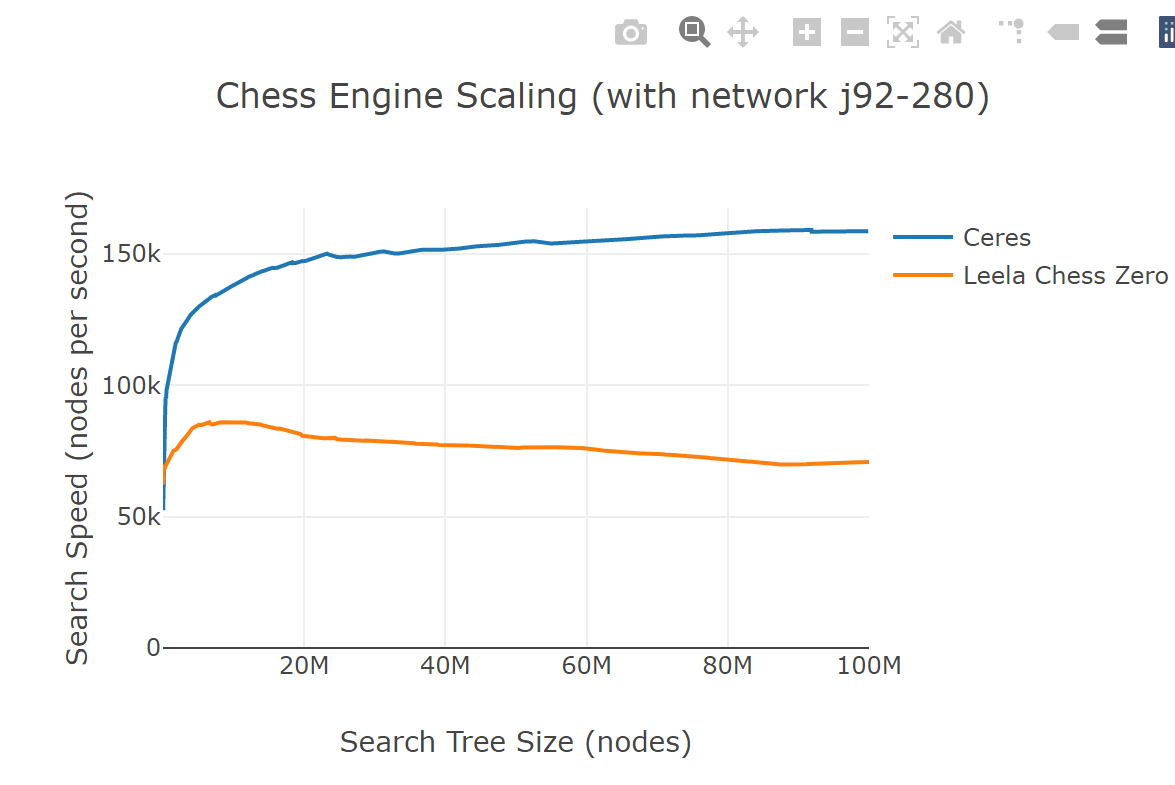 Chess Engine Scaling (with network j92-280)
Search Speed (nodes per second)
150k
100k
50k
0
20M
40M
60M
80M
100M
Search Tree Size (nodes)
Ceres
Leela Chess Zero